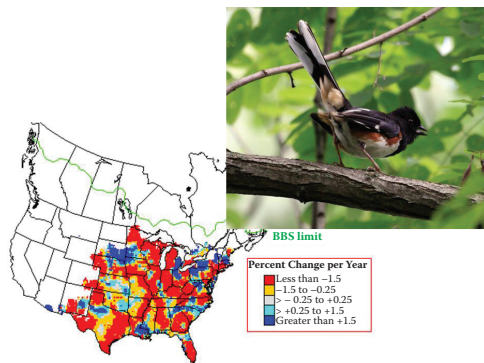 BBS limit
Percent Change per Year
Less than −1.5
−1.5 to −0.25
> − 0.25 to +0.25
> +0.25 to +1.5
Greater than +1.5